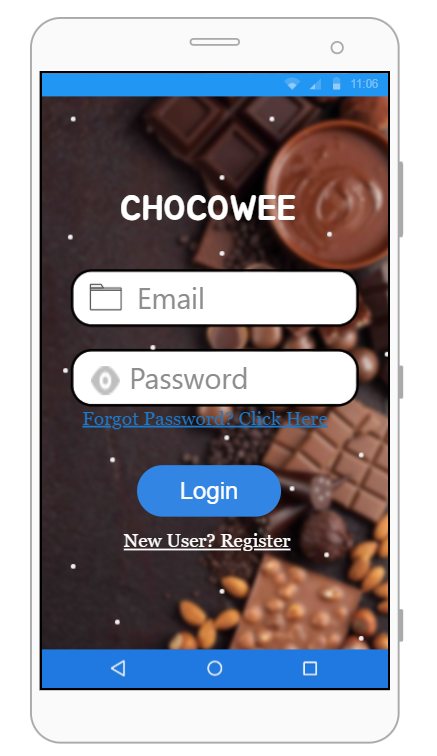 11:06
CHOCOWEE
Email
Password
Forgot Password? Click Here
Login
New User? Register